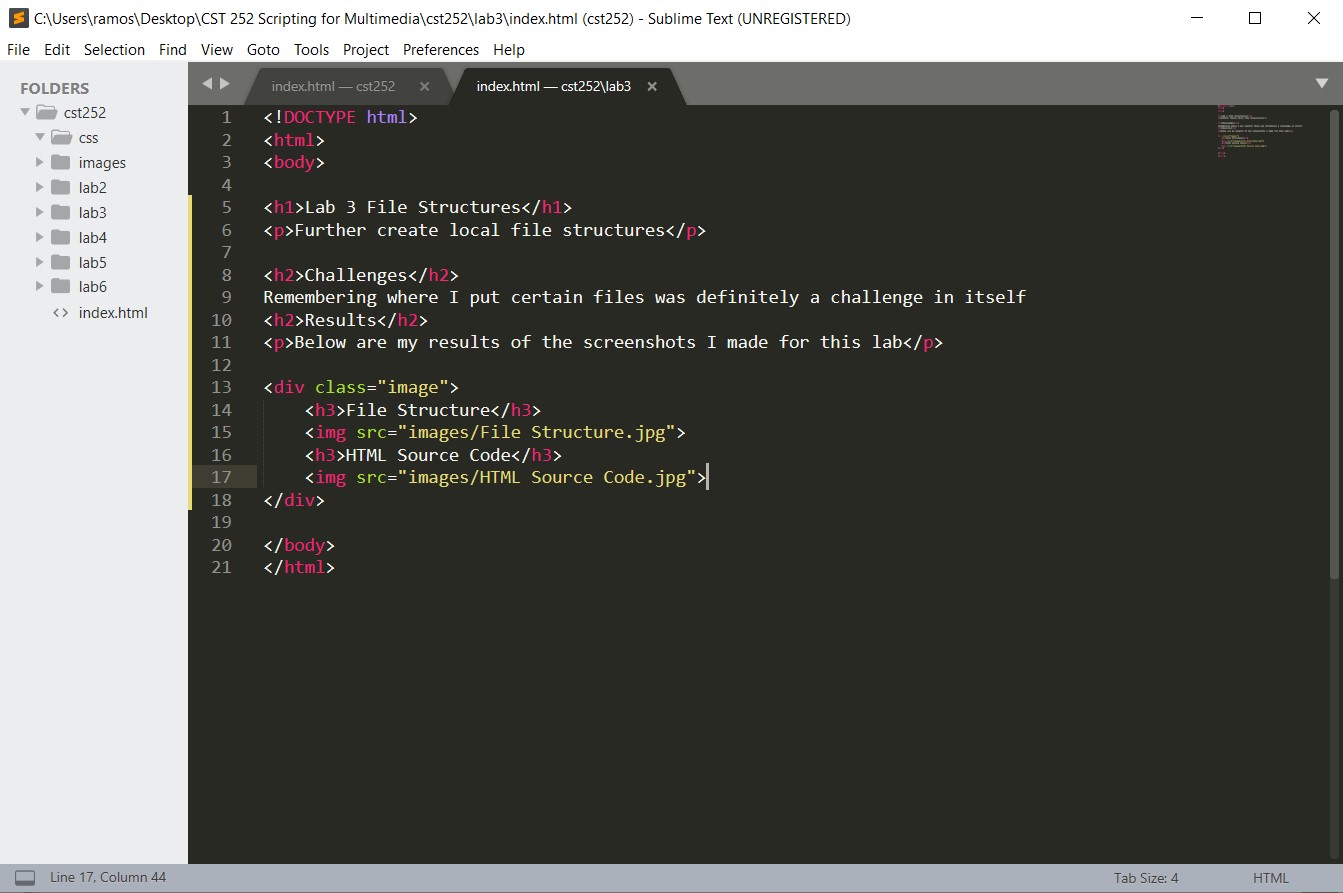 C:\Users\ramos\Desktop\CST 252 Scripting for Multimedia\cst252\lab3\index.html (cst252) - Sublime Text (UNREGISTERED)
File Edit Selection Find View Goto Tools Project Preferences Help
FOLDERS
cst252
css
images
lab2
lab3
lab4
lab5
lab6
index.html
index.html — cst252
index.html — cst252\lab3
1 <!DOCTYPE html>
2 <html>
3 <body>
4
5 <h1>Lab 3 File Structures</h1>
6 <p>Further create local file structures</p>
7
8 <h2>Challenges</h2>
9 Remembering where I put certain files was definitely a challenge in itself
10 <h2>Results</h2>
11 <p>Below are my results of the screenshots I made for this lab</p>
12
13 <div class="image">
14     <h3>File Structure</h3>
15     <img src="images/File Structure.jpg">
16     <h3>HTML Source Code</h3>
17     <img src="images/HTML Source Code.jpg">
18 </div>
19
20 </body>
21 </html>
Line 17, Column 44
Tab Size: 4
HTML